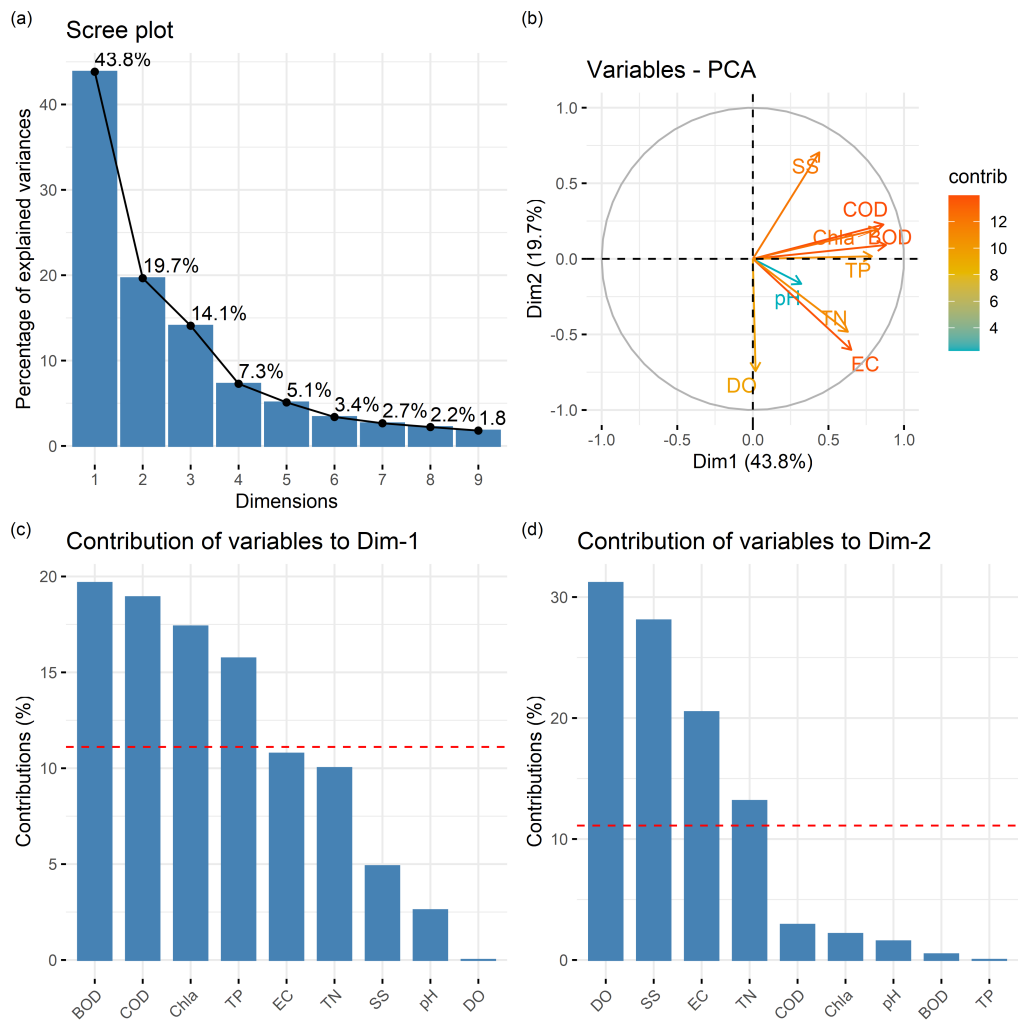 (a)
Scree plot
Percentage of explained variances
40
30
20
10
0
43.8%
19.7%
14.1%
7.3%
5.1%
3.4%
2.7%
2.2%
1.8
1 2 3 4 5 6 7 8 9
Dimensions
(b)
Variables - PCA
Dim2 (19.7%)
1.0
0.5
0.0
-0.5
-1.0
SS
COD
Chla
BOD
TP
pH
TN
EC
DO
-1.0 -0.5 0.0 0.5 1.0
Dim1 (43.8%)
contrib
12
10
8
6
4
(c)
Contribution of variables to Dim-1
Contributions (%)
20
15
10
5
0
BOD COD Chla TP EC TN SS pH DO
(d)
Contribution of variables to Dim-2
Contributions (%)
30
20
10
0
DO SS EC TN COD Chla pH BOD TP